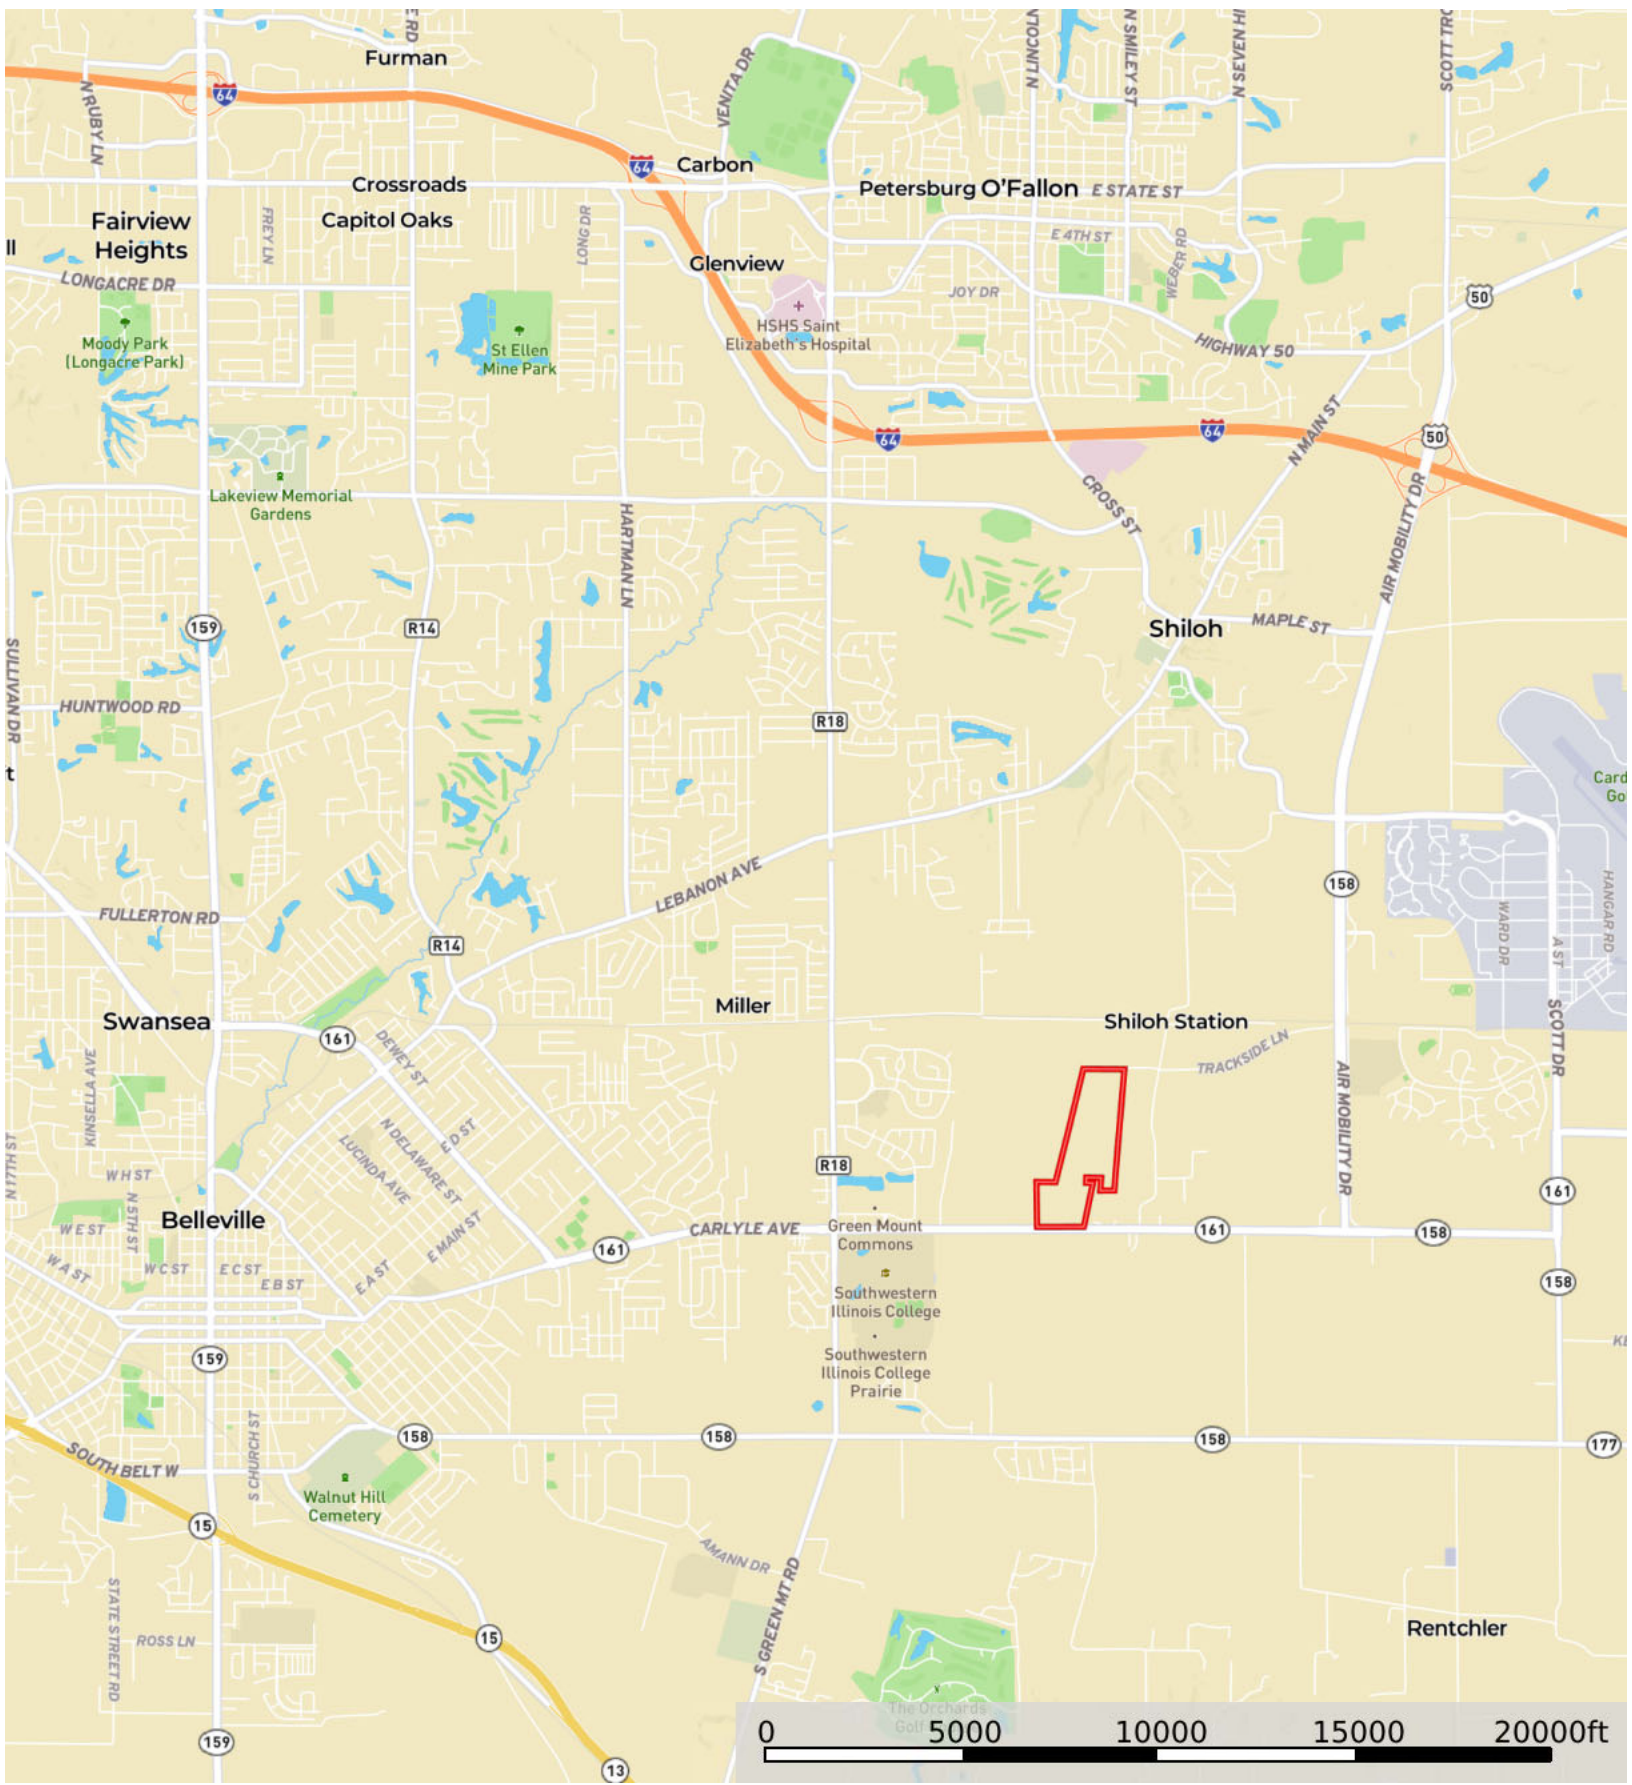 Furman
E RD
N RUBY LN
64
VENITA DR
N LINCOLN
N SMILEY ST
N SEVEN HI
SCOTT TRO
64
Carbon
Crossroads
Petersburg
O'Fallon
E STATE ST
Fairview
Heights
ll
FREY LN
Capitol Oaks
LONG DR
E 4TH ST
WEBER RD
Glenview
LONGACRE DR
JOY DR
50
HSHS Saint
Elizabeth's Hospital
Moody Park
(Longacre Park)
St Ellen
Mine Park
HIGHWAY 50
N MAIN ST
64
64
50
CROSS ST
Lakeview Memorial
Gardens
HARTMAN LN
AIR MOBILITY DR
159
R14
Shiloh
MAPLE ST
SULLIVAN DR
HUNTWOOD RD
R18
t
Card
Go
LEBANON AVE
158
FULLERTON RD
R14
WARD DR
A ST
HANGAR RD
Miller
Swansea
Shiloh Station
161
DEWEY ST
TRACKSIDE LN
SCOTT DR
KINSELLA AVE
AIR MOBILITY DR
N 17TH ST
N DELAWARE ST
E D ST
LUCINDA AVE
W H ST
R18
161
N 5TH ST
Belleville
W E ST
E MAIN ST
CARLYLE AVE
Green Mount
Commons
161
158
161
W A ST
W C ST
E C ST
E B ST
E A ST
158
Southwestern
Illinois College
159
Southwestern
Illinois College
Prairie
KE
S CHURCH ST
158
158
158
177
SOUTH BELT W
Walnut Hill
Cemetery
15
AMANN DR
S GREEN MT RD
STATE STREET RD
ROSS LN
15
Rentchler
The Orchards
Golf
159
13
0
5000
10000
15000
20000ft